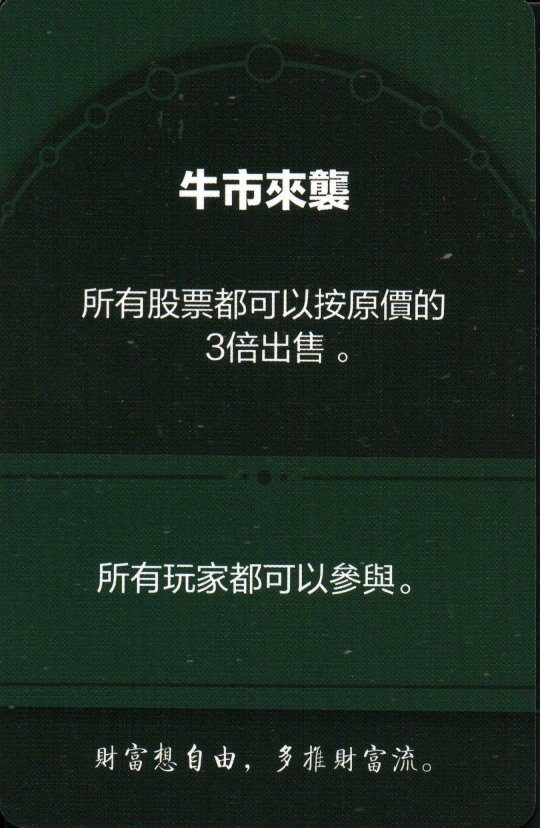 牛市來襲
所有股票都可以按原價的
3倍出售。
所有玩家都可以參與。
財富想自由，多推財富流。